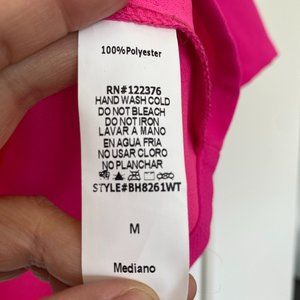 100%Polyester
RN#122376
HAND WASH COLD
DO NOT BLEACH
DO NOT IRON
LAVAR A MANO
EN AGUA FRIA
NO USAR CLORO
NO PLANCHAR
STYLE#BH8261WT
M
Mediano